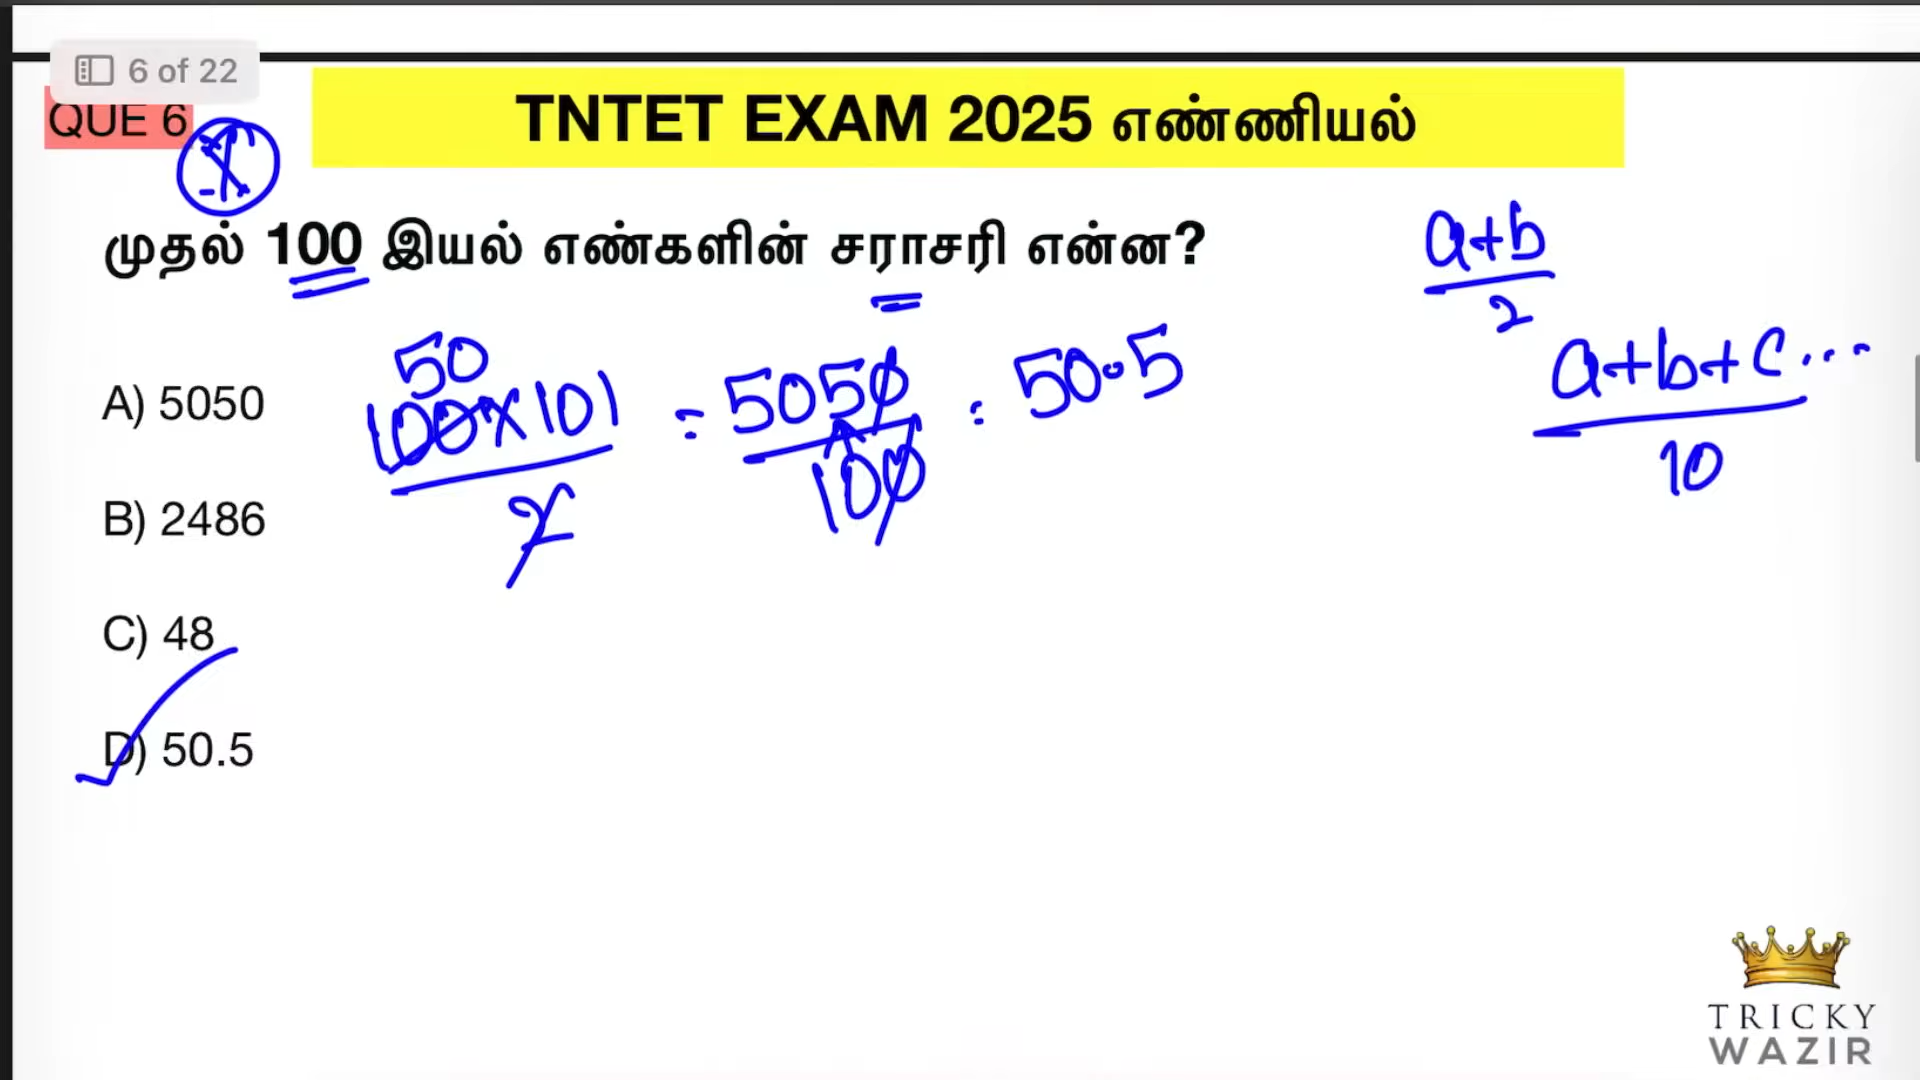 6 of 22
QUE 6
TNTET EXAM 2025 எண்ணியல்
முதல் 100 இயல் எண்களின் சராசரி என்ன?
a+b
2
a+b+c...
10
50
100×101 = 5050 = 50.5
2 100
A) 5050
B) 2486
C) 48
D) 50.5
TRICKY
WAZIR